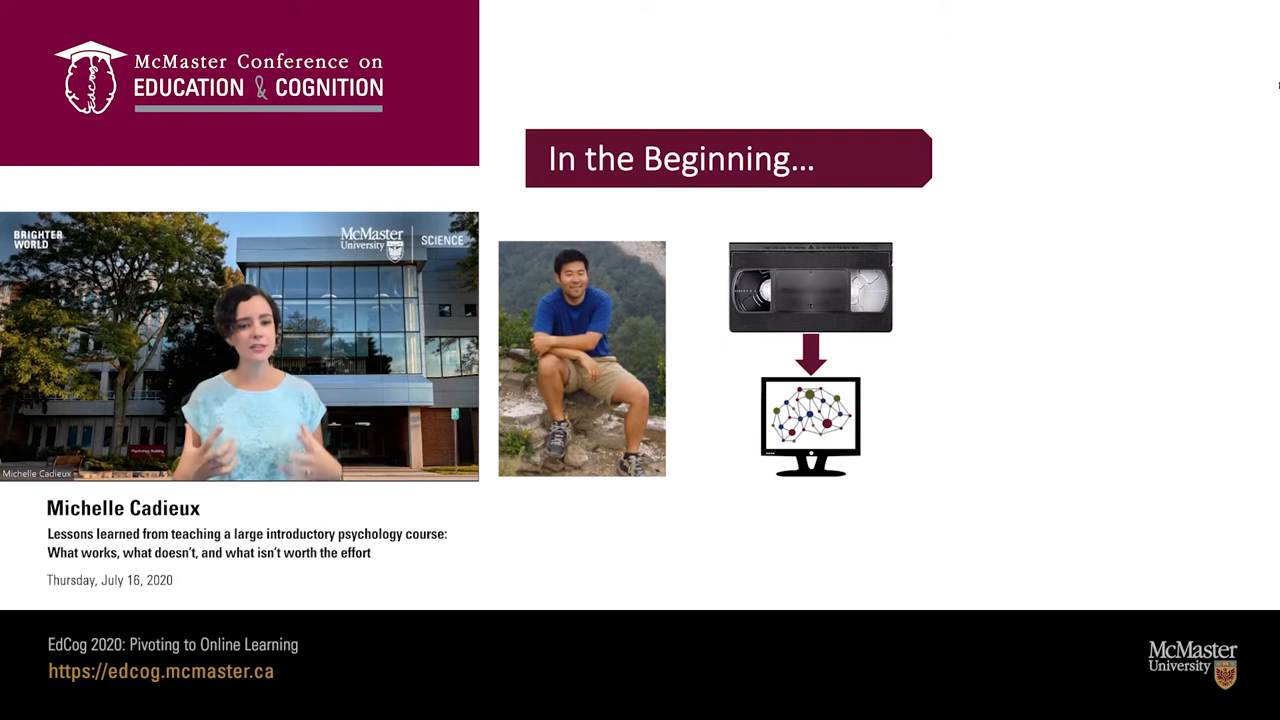 McMaster Conference on
EDUCATION & COGNITION
In the Beginning...
BRIGHTER
WORLD
McMaster
University
SCIENCE
Psychology Building
Michelle Cadieux
Michelle Cadieux
Lessons learned from teaching a large introductory psychology course:
What works, what doesn't, and what isn't worth the effort
Thursday, July 16, 2020
EdCog 2020: Pivoting to Online Learning
https://edcog.mcmaster.ca
McMaster
University